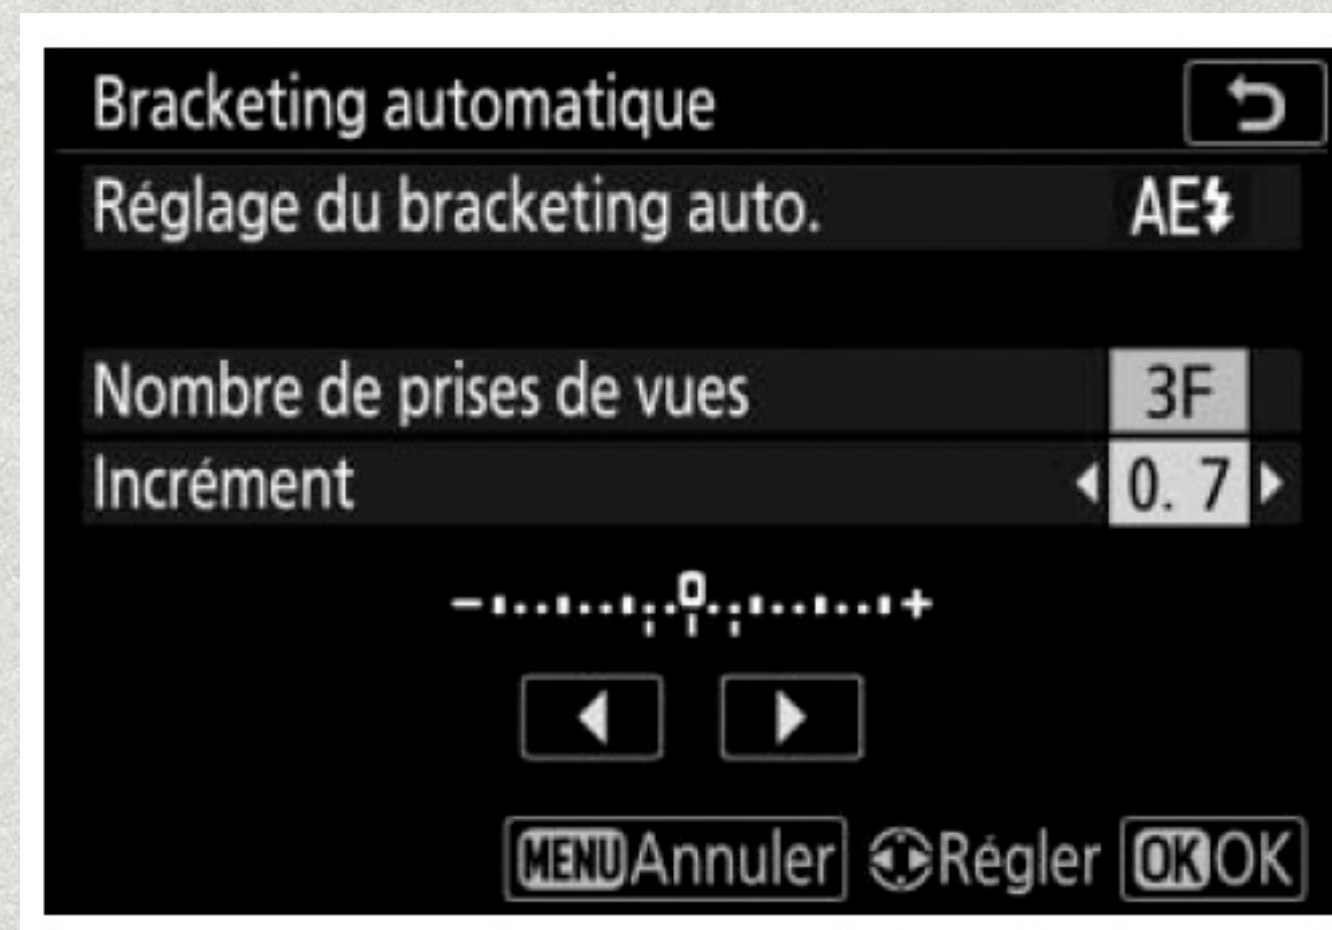 Bracketing automatique
Réglage du bracketing auto. AE
Nombre de prises de vues 3F
Incrément 0. 7
- 0 +
MENU Annuler Régler OK OK